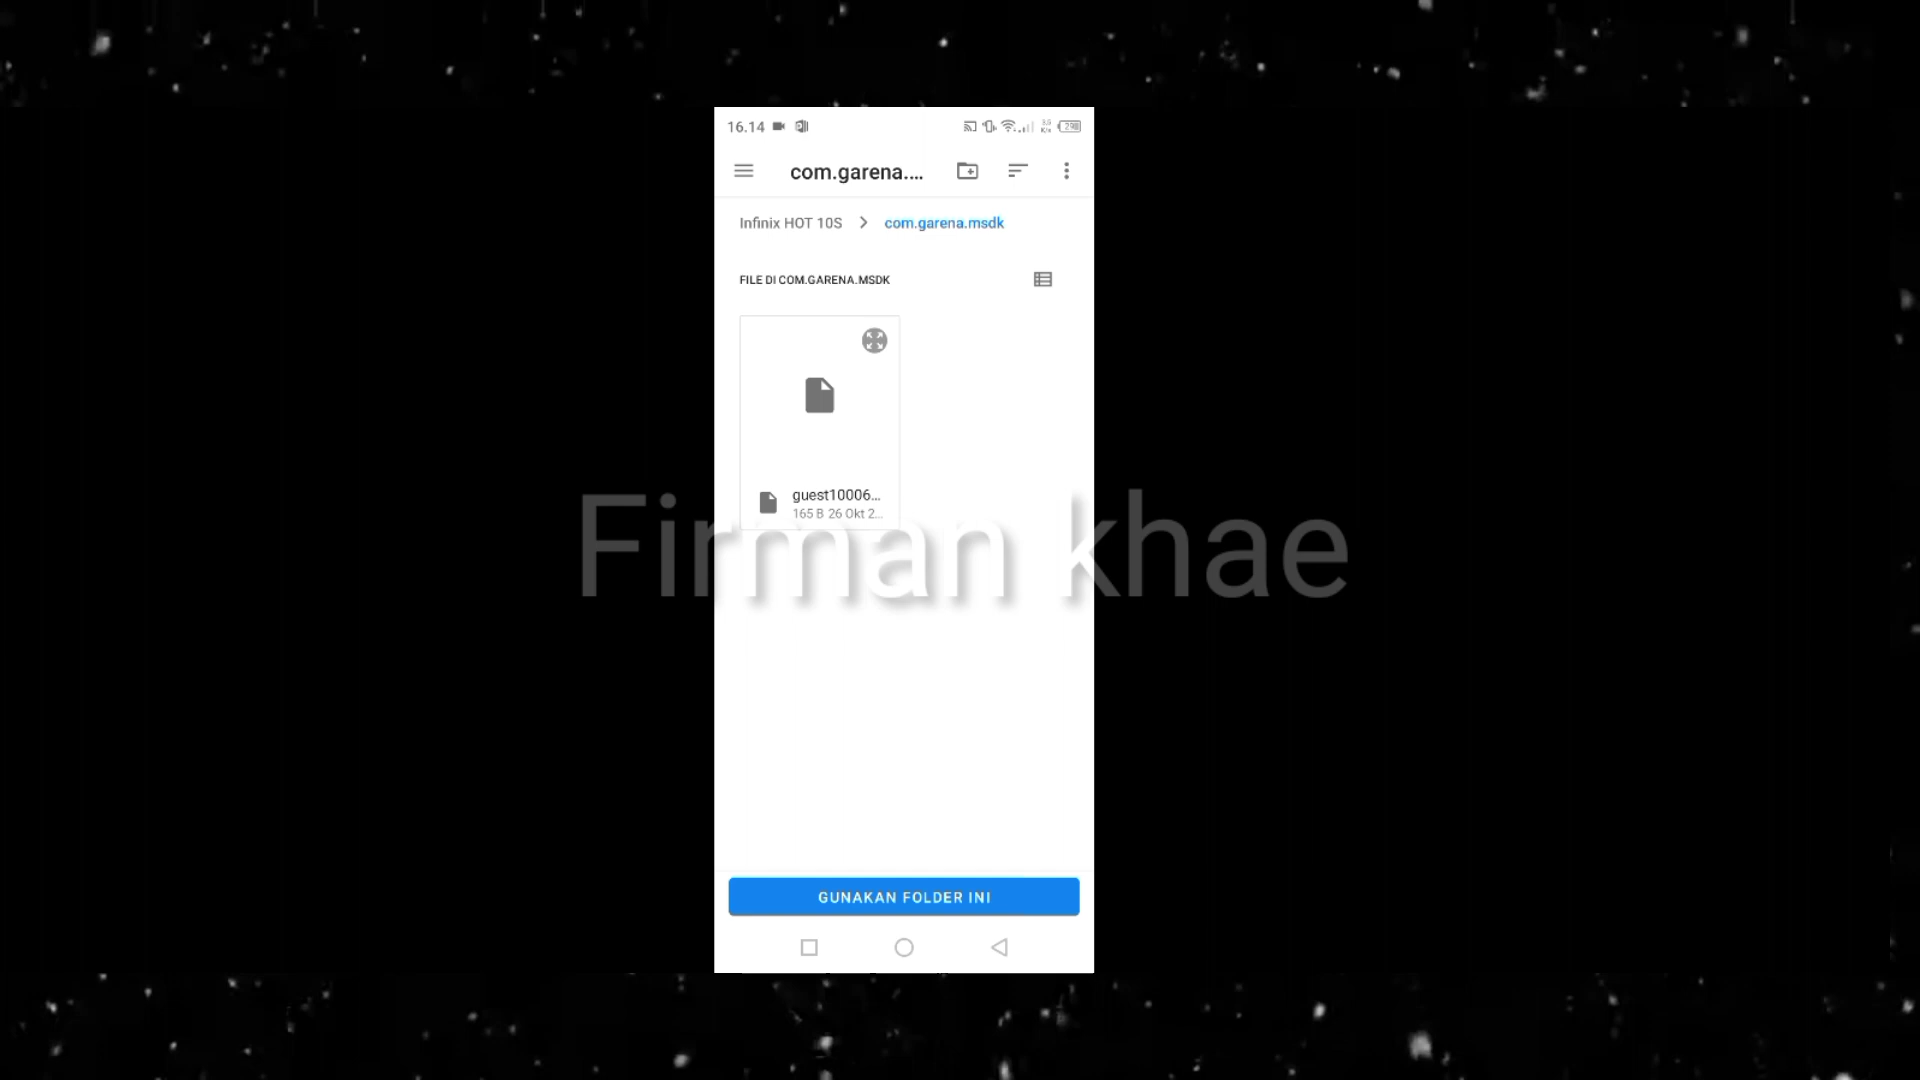 16.14
com.garena....
Infinix HOT 10S > com.garena.msdk
FILE DI COM.GARENA.MSDK
guest10006...
165 B 26 Okt 2...
Firman khae
GUNAKAN FOLDER INI